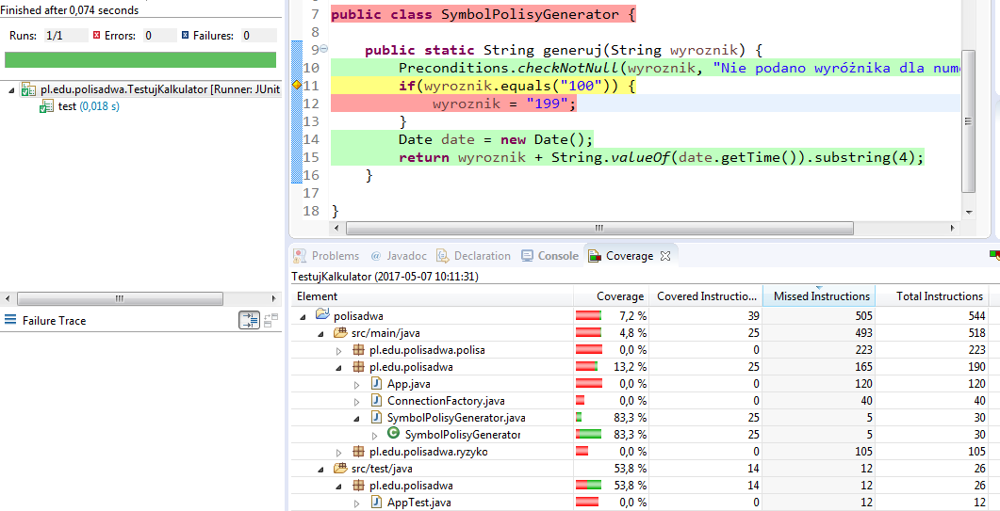 Finished after 0,074 seconds
Runs: 1/1 Errors: 0 Failures: 0
pl.edu.polisadwa.TestujKalkulator [Runner: JUnit
test (0,018 s)
Failure Trace
7 public class SymbolPolisyGenerator {
8
9 public static String generuj(String wyroznik) {
10 Preconditions.checkNotNull(wyroznik, "Nie podano wyróżnika dla nume
11 if(wyroznik.equals("100")) {
12 wyroznik = "199";
13 }
14 Date date = new Date();
15 return wyroznik + String.valueOf(date.getTime()).substring(4);
16 }
17
18 }
Problems @ Javadoc Declaration Console Coverage
TestujKalkulator (2017-05-07 10:11:31)
Element Coverage Covered Instructio... Missed Instructions Total Instructions
polisadwa 7,2 % 39 505 544
src/main/java 4,8 % 25 493 518
pl.edu.polisadwa.polisa 0,0 % 0 223 223
pl.edu.polisadwa 13,2 % 25 165 190
App.java 0,0 % 0 120 120
ConnectionFactory.java 0,0 % 0 40 40
SymbolPolisyGenerator.java 83,3 % 25 5 30
SymbolPolisyGenerator 83,3 % 25 5 30
pl.edu.polisadwa.ryzyko 0,0 % 0 105 105
src/test/java 53,8 % 14 12 26
pl.edu.polisadwa 53,8 % 14 12 26
AppTest.java 0,0 % 0 12 12